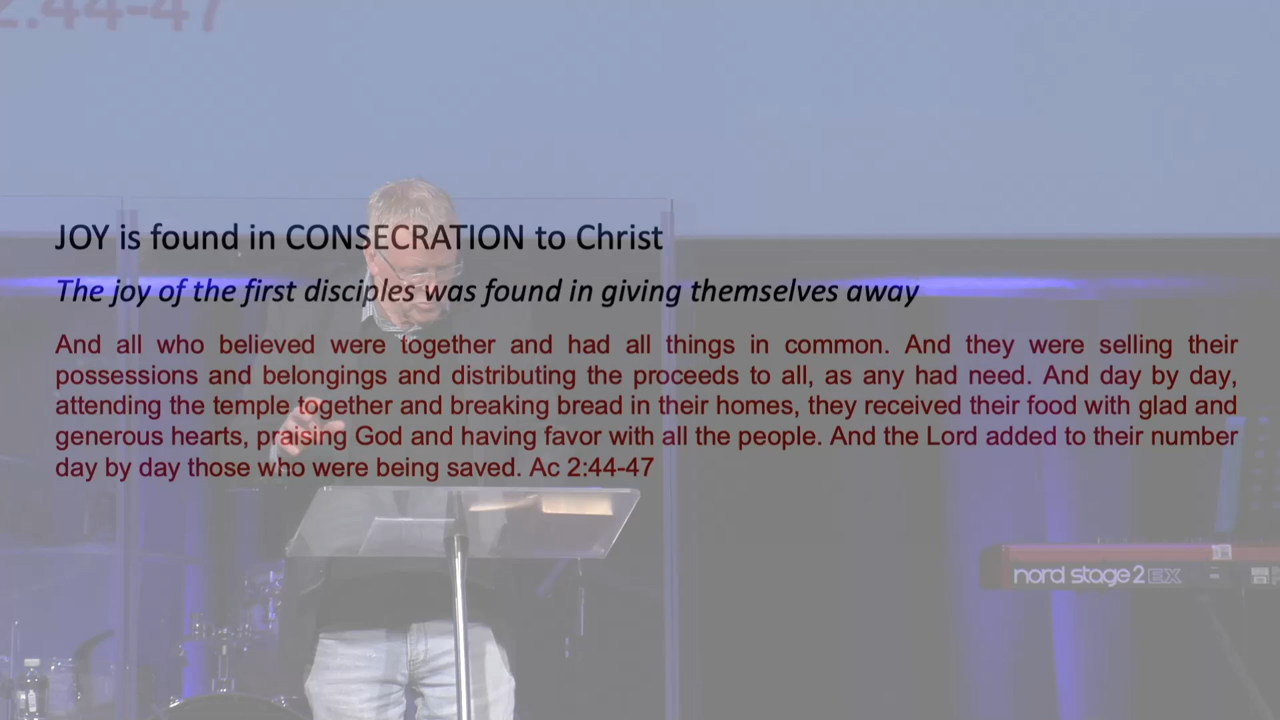 2:44-47
JOY is found in CONSECRATION to Christ
The joy of the first disciples was found in giving themselves away
And all who believed were together and had all things in common. And they were selling their
possessions and belongings and distributing the proceeds to all, as any had need. And day by day,
attending the temple together and breaking bread in their homes, they received their food with glad and
generous hearts, praising God and having favor with all the people. And the Lord added to their number
day by day those who were being saved. Ac 2:44-47
nord stage 2 EX